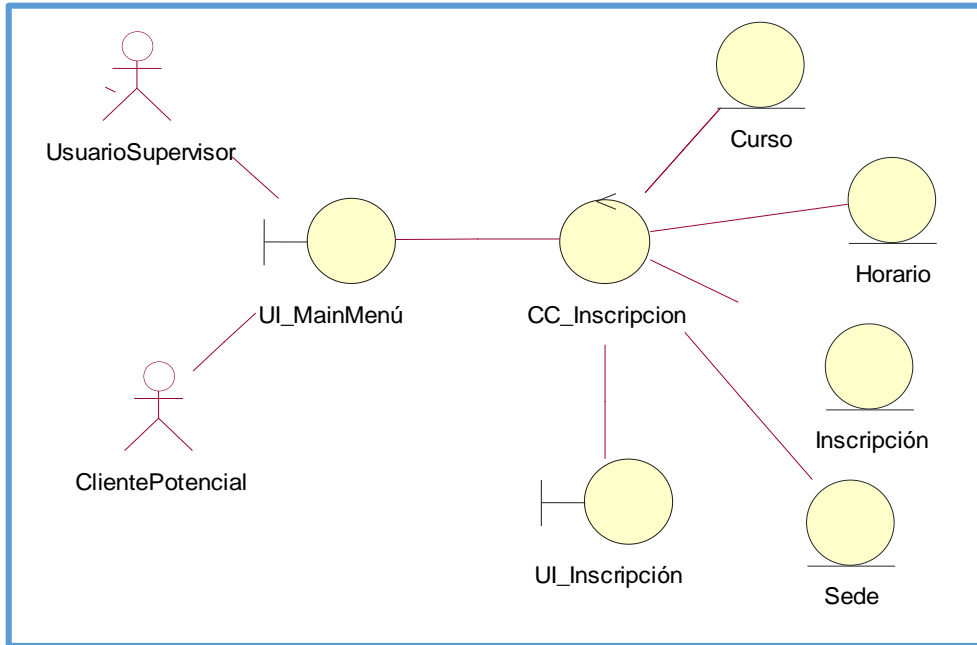 Curso
UsuarioSupervisor
Horario
UI_MainMenú
CC_Inscripcion
Inscripción
ClientePotencial
UI_Inscripción
Sede